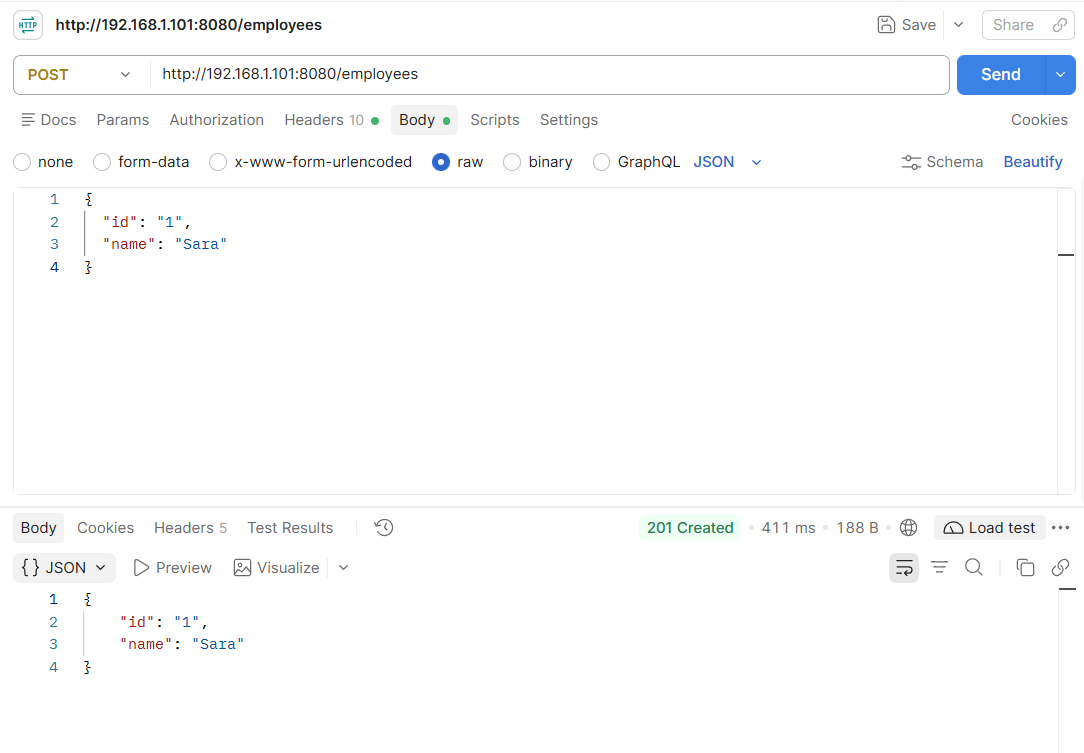 HTTP http://192.168.1.101:8080/employees Save Share
POST http://192.168.1.101:8080/employees Send
Docs Params Authorization Headers 10 Body Scripts Settings Cookies
none form-data x-www-form-urlencoded raw binary GraphQL JSON Schema Beautify
1 {
2 "id": "1",
3 "name": "Sara"
4 }
Body Cookies Headers 5 Test Results 201 Created 411 ms 188 B Load test
{} JSON Preview Visualize
1 {
2 "id": "1",
3 "name": "Sara"
4 }